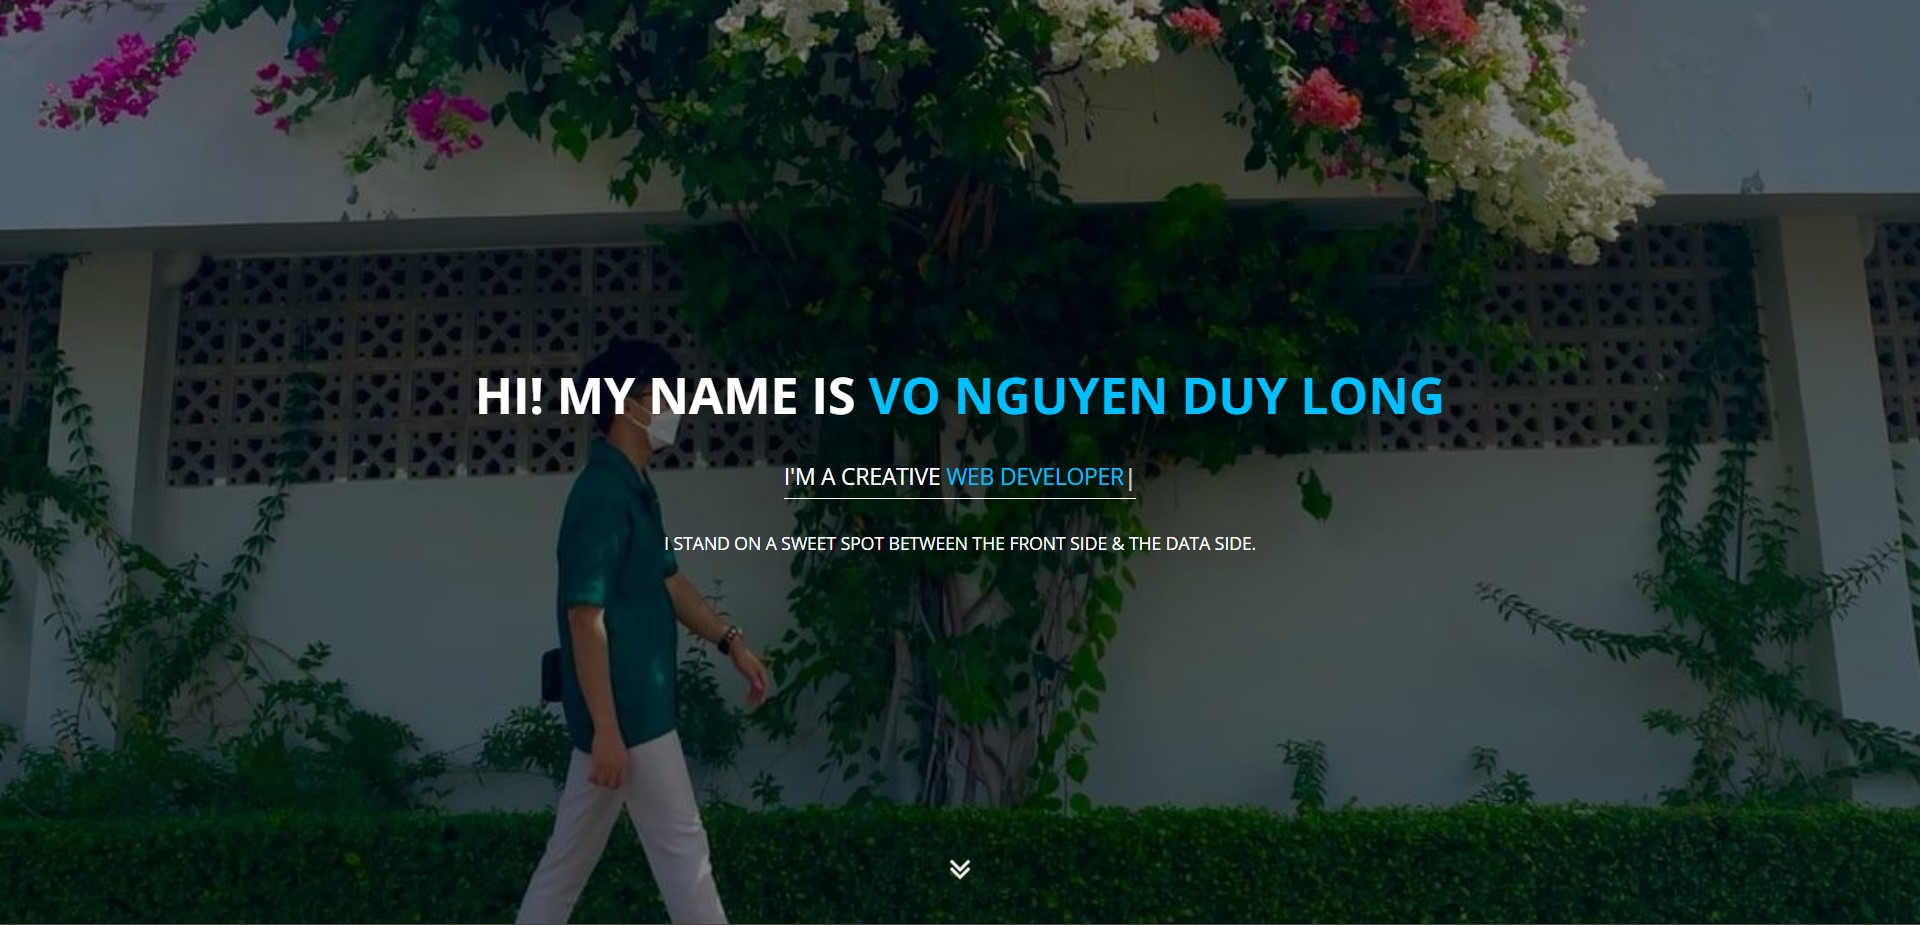 HI! MY NAME IS VO NGUYEN DUY LONG
I'M A CREATIVE WEB DEVELOPER|
I STAND ON A SWEET SPOT BETWEEN THE FRONT SIDE & THE DATA SIDE.